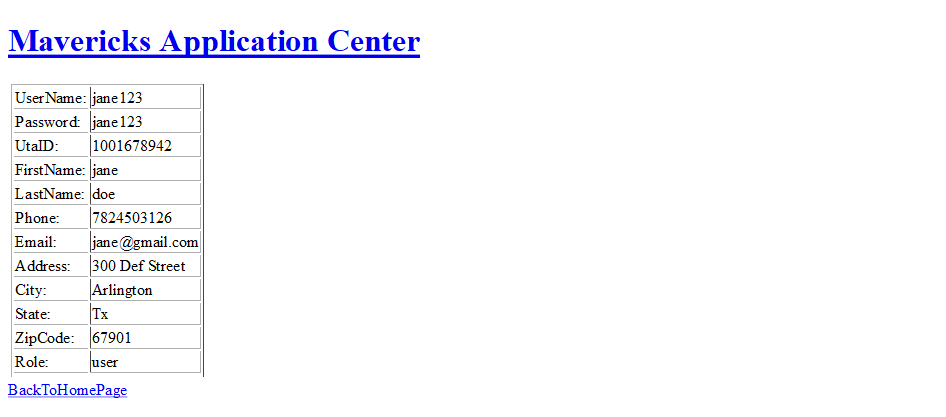 Mavericks Application Center
UserName: jane123
Password: jane123
UtaID: 1001678942
FirstName: jane
LastName: doe
Phone: 7824503126
Email: jane@gmail.com
Address: 300 Def Street
City: Arlington
State: Tx
ZipCode: 67901
Role: user
BackToHomePage